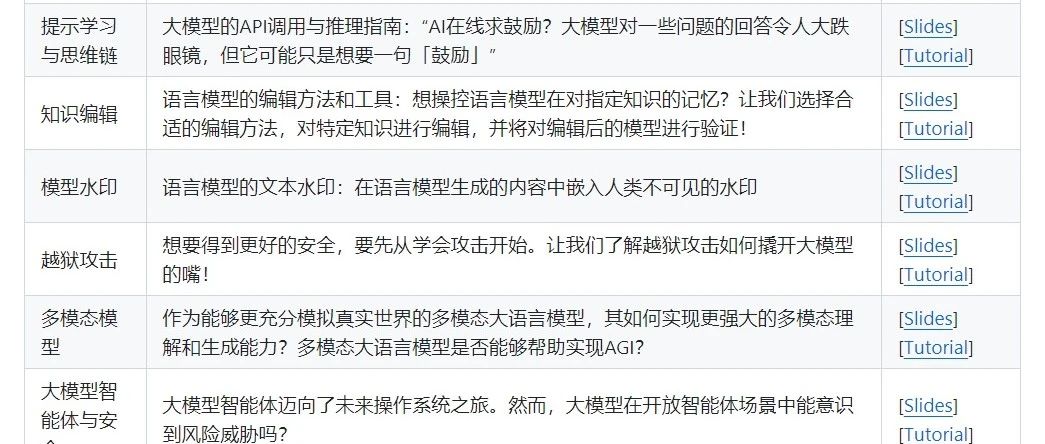 提示学习
与思维链
大模型的API调用与推理指南：“AI在线求鼓励？大模型对一些问题的回答令人大跌
眼镜，但它可能只是想要一句「鼓励」”
[Slides]
[Tutorial]
知识编辑
语言模型的编辑方法和工具：想操控语言模型在对指定知识的记忆？让我们选择合
适的编辑方法，对特定知识进行编辑，并将对编辑后的模型进行验证！
[Slides]
[Tutorial]
模型水印
语言模型的文本水印：在语言模型生成的内容中嵌入人类不可见的水印
[Slides]
[Tutorial]
越狱攻击
想要得到更好的安全，要先从学会攻击开始。让我们了解越狱攻击如何撬开大模型
的嘴！
[Slides]
[Tutorial]
多模态模
型
作为能够更充分模拟真实世界的多模态大语言模型，其如何实现更强大的多模态理
解和生成能力？多模态大语言模型是否能够帮助实现AGI？
[Slides]
[Tutorial]
大模型智
能体与安
大模型智能体迈向了未来操作系统之旅。然而，大模型在开放智能体场景中能意识
到风险威胁吗？
[Slides]
[Tutorial]